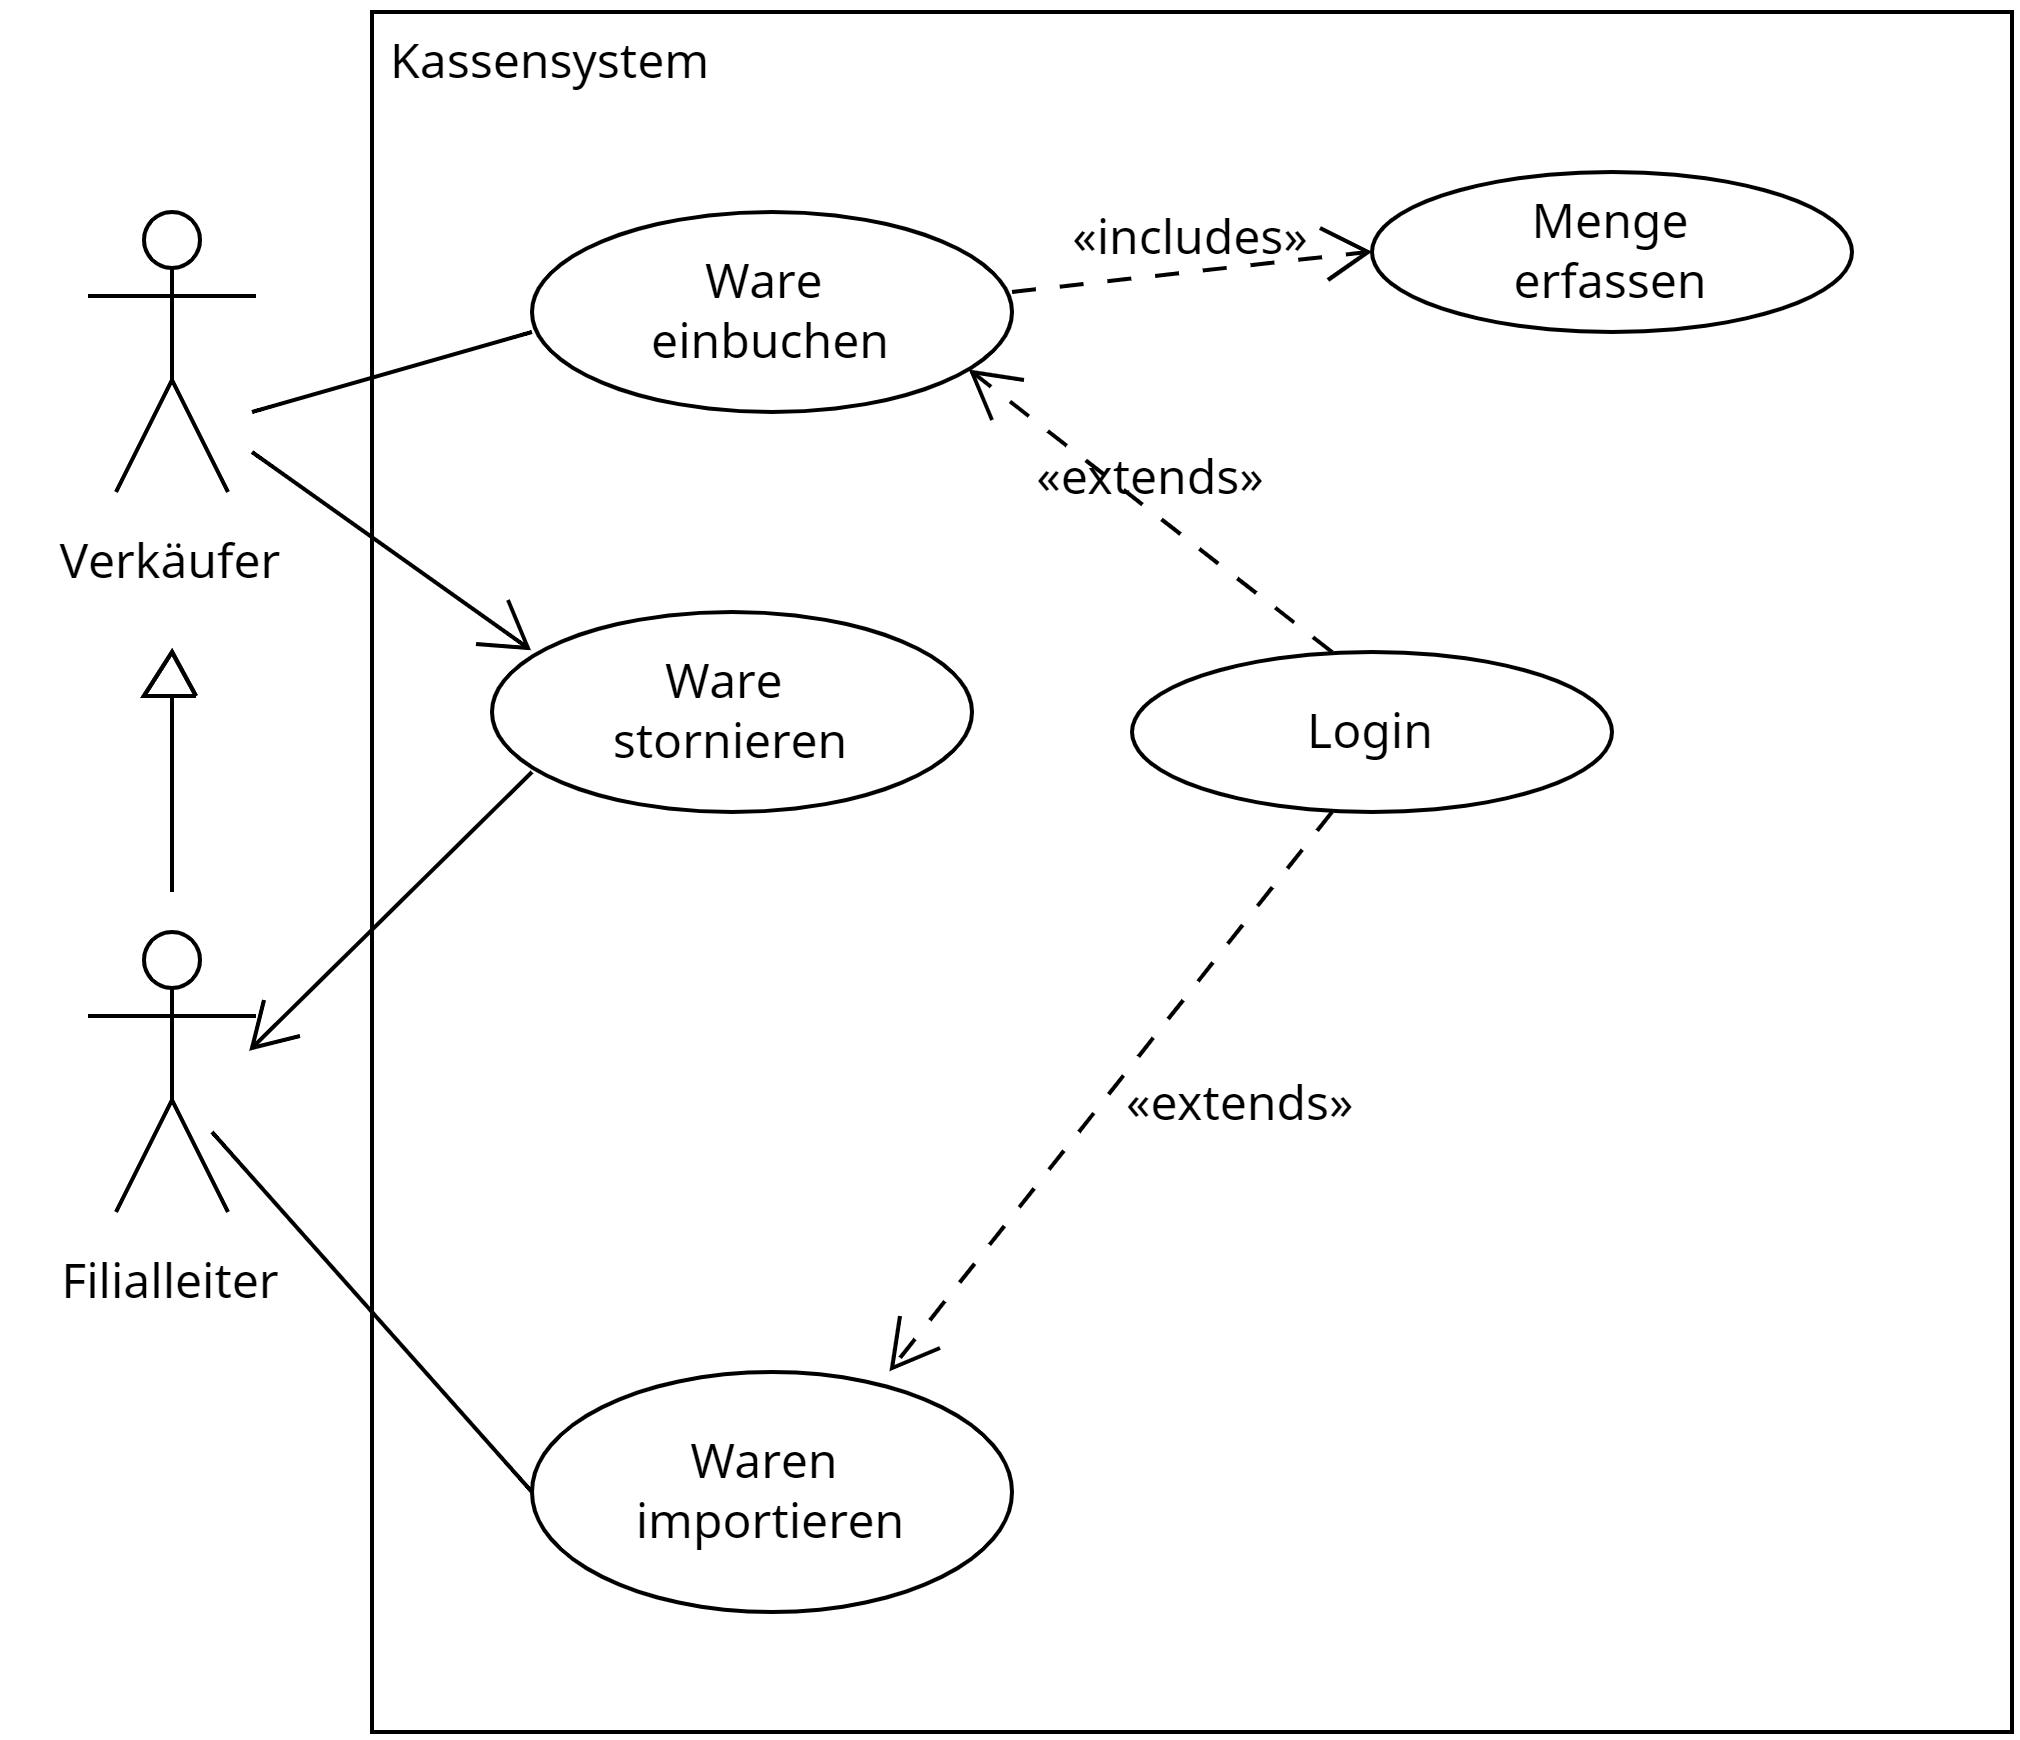 Kassensystem
Menge
erfassen
«includes»
Ware
einbuchen
«extends»
Verkäufer
Ware
stornieren
Login
«extends»
Filialleiter
Waren
importieren